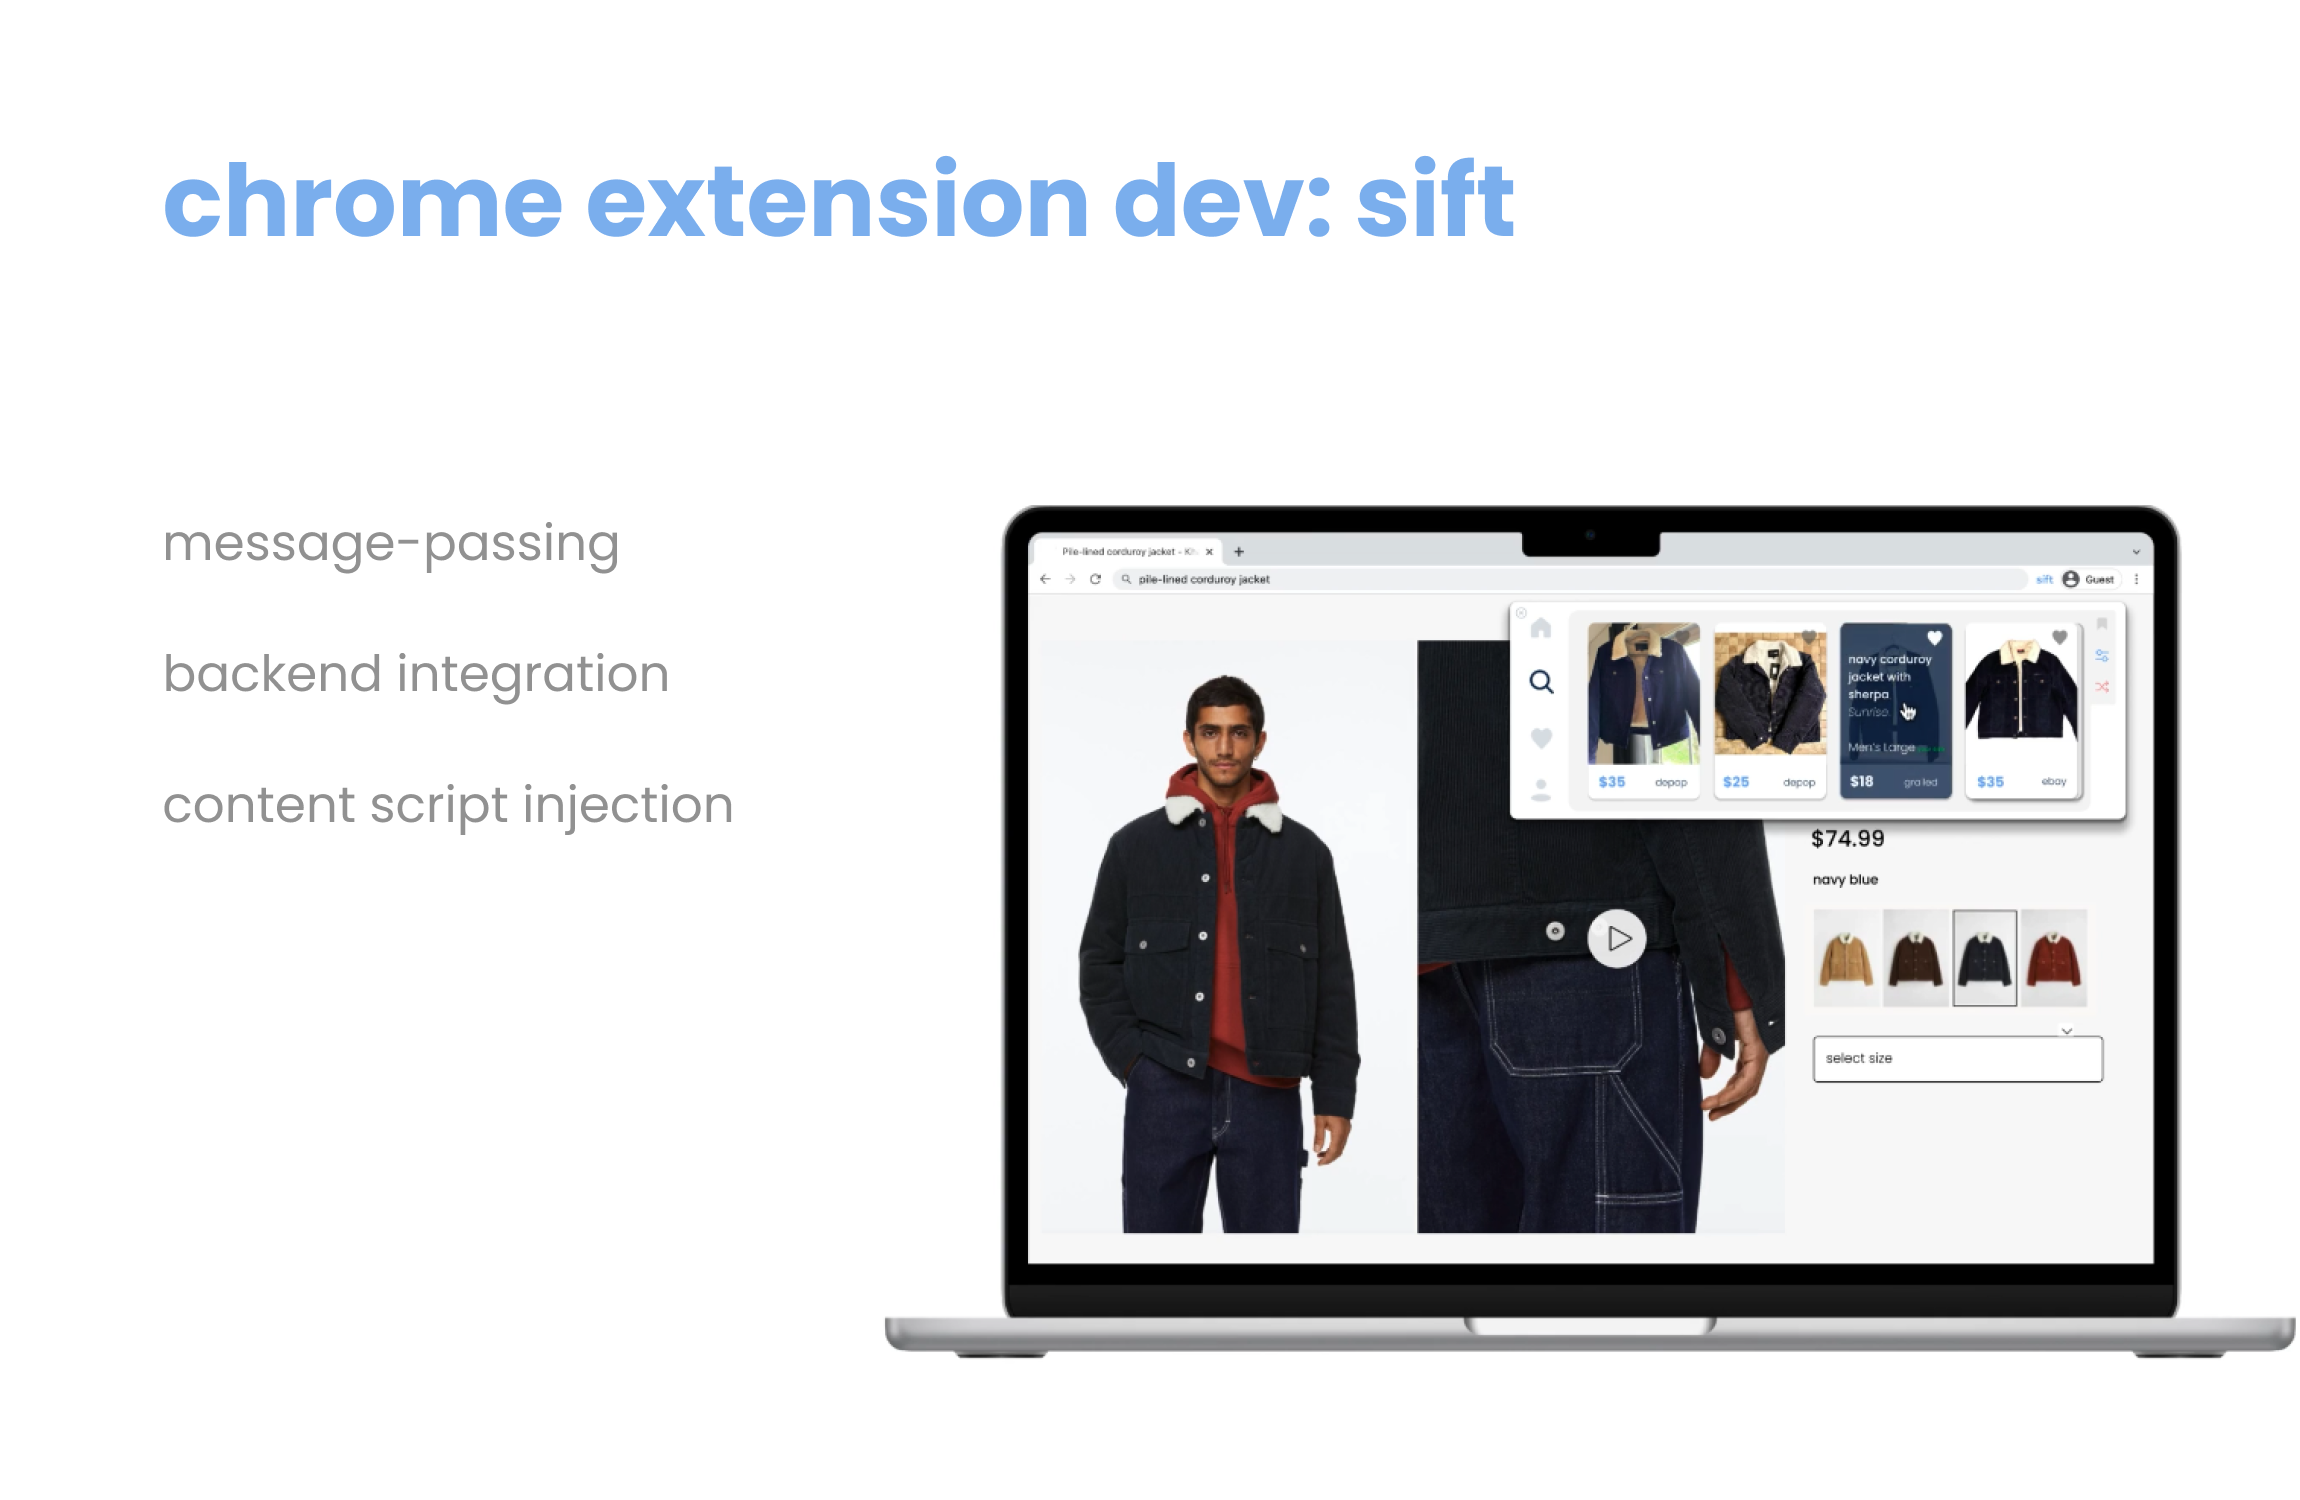 chrome extension dev: sift
message-passing
backend integration
content script injection
Pile-lined corduroy jacket -
pile-lined corduroy jacket
sift
Guest
navy corduroy
jacket with
sherpa
Sunrise.
Men's Large
$35 depop
$25 depop
$18
$35 ebay
$74.99
navy blue
select size